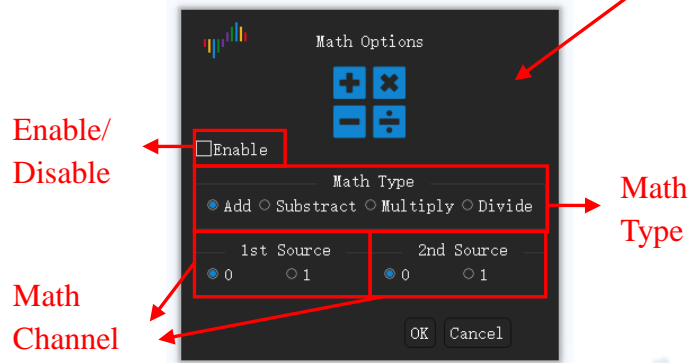 Math Options
Enable/
Disable
Enable
Math Type
Add Substract Multiply Divide
Math
Type
1st Source 2nd Source
0 1 0 1
Math
Channel
OK Cancel